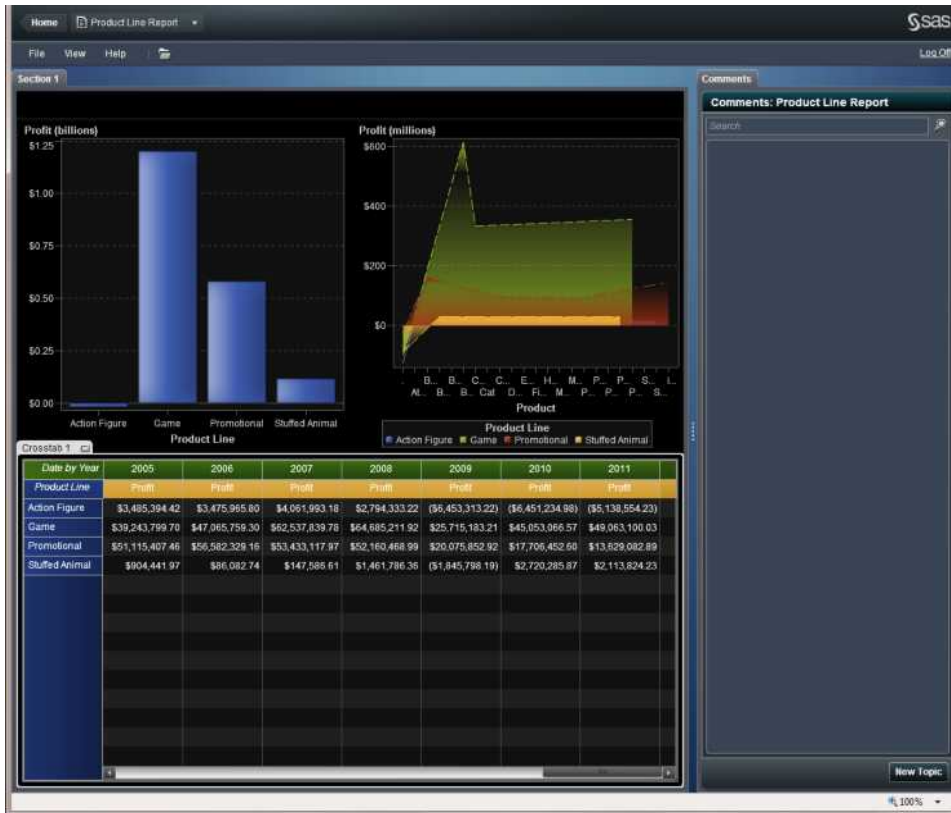 Home Product Line Report
sas
File View Help
Log Off
Section 1
Comments
Comments: Product Line Report
Search
Profit (billions)
$1.25
$1.00
$0.75
$0.50
$0.25
$0.00
Action Figure Game Promotional Stuffed Animal
Product Line
Profit (millions)
$600
$400
$200
$0
. B... B... C... C... E... H... M... P... P... S... I...
At... B... B... Cat D... Fi... M... P... P... P... S...
Product
Product Line
Action Figure Game Promotional Stuffed Animal
Crosstab 1
Date by Year 2005 2006 2007 2008 2009 2010 2011
Product Line Profit Profit Profit Profit Profit Profit Profit
Action Figure $3,485,394.42 $3,475,965.80 $4,061,993.18 $2,794,333.22 ($6,453,313.22) ($6,451,234.98) ($5,138,554.23)
Game $39,243,799.70 $47,065,759.30 $62,537,839.78 $64,685,211.92 $25,715,183.21 $45,053,066.57 $49,063,100.03
Promotional $51,115,407.46 $56,582,329.16 $53,433,117.97 $52,160,468.99 $20,075,852.92 $17,706,452.60 $13,629,082.89
Stuffed Animal $904,441.97 $86,082.74 $147,586.61 $1,461,786.36 ($1,845,798.19) $2,720,285.87 $2,113,824.23
New Topic
100%